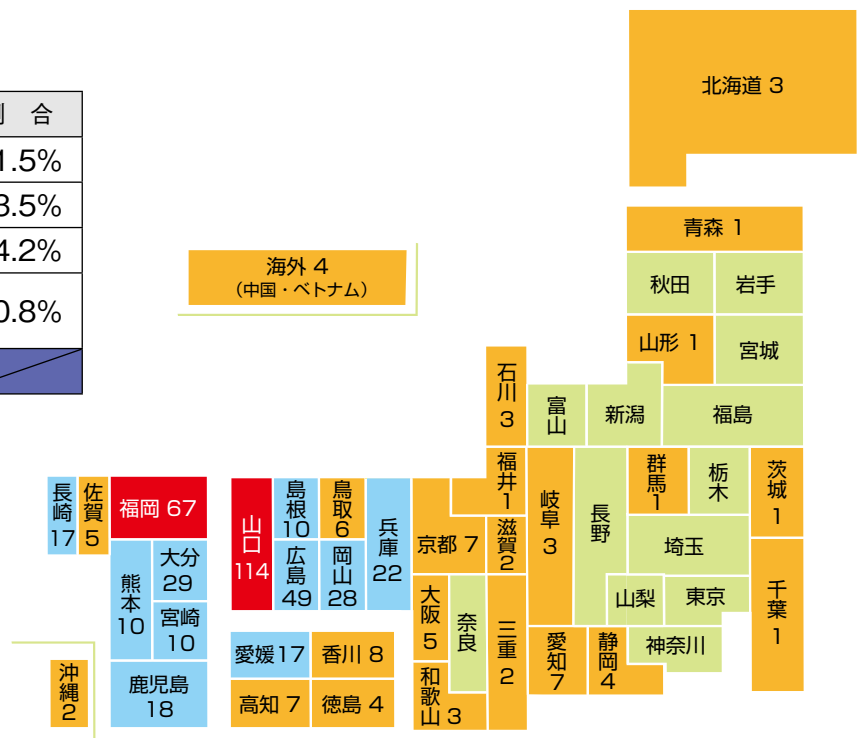 合
1.5%
3.5%
4.2%
0.8%
北海道 3
青森 1
秋田
岩手
山形 1
宮城
海外 4
(中国・ベトナム)
石川 3
富山
新潟
福島
福井 1
岐阜 3
長野
群馬 1
栃木
茨城 1
長崎 17
佐賀 5
福岡 67
山口 114
島根 10
鳥取 6
兵庫 22
京都 7
滋賀 2
埼玉
熊本 10
大分 29
広島 49
岡山 28
大阪 5
奈良
三重 2
山梨
東京
千葉 1
宮崎 10
愛媛 17
香川 8
愛知 7
静岡 4
神奈川
沖縄 2
鹿児島 18
高知 7
徳島 4
和歌山 3